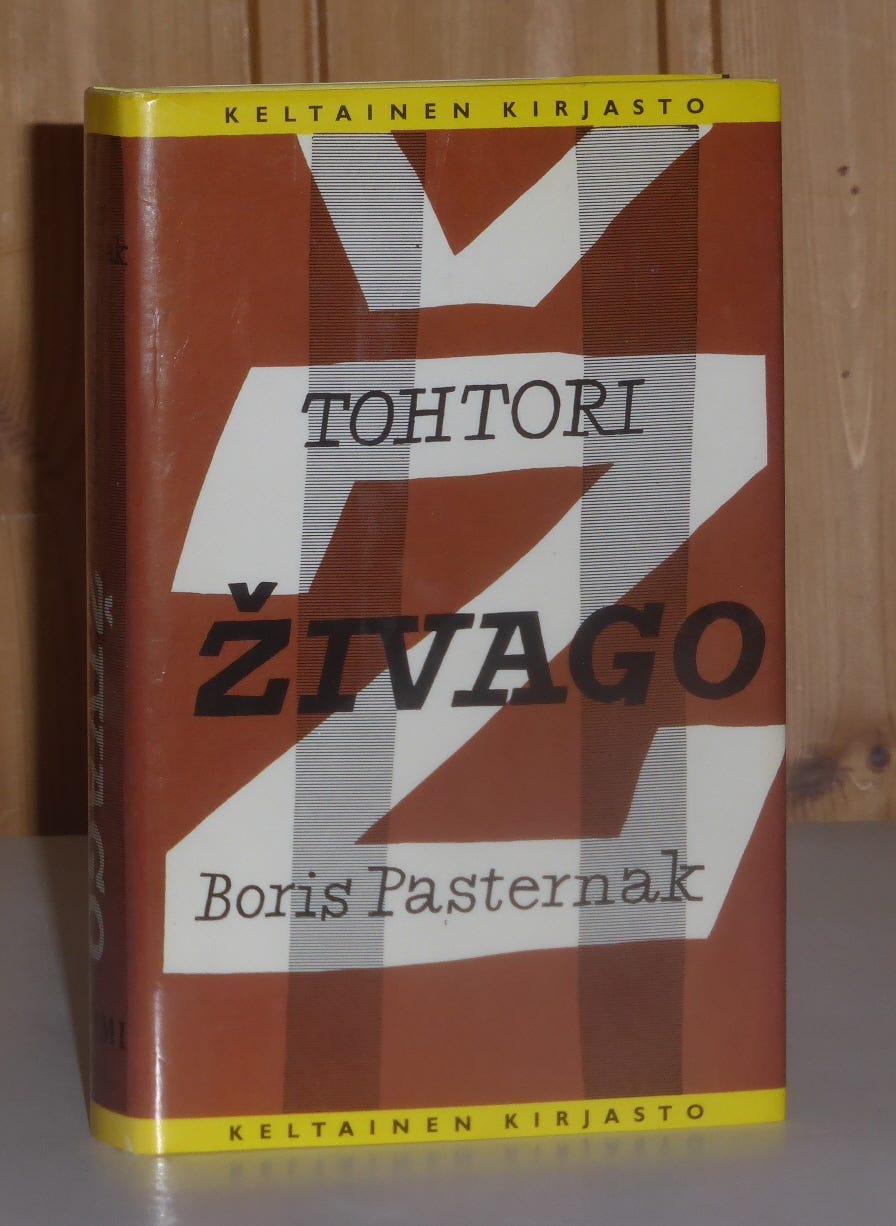 KELTAINEN KIRJASTO
TOHTORI
ŽIVAGO
Boris Pasternak
KELTAINEN KIRJASTO